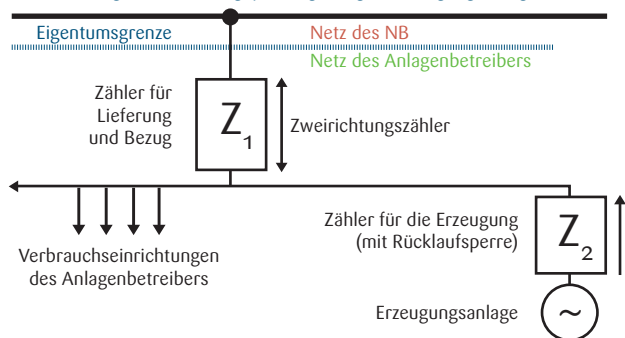 Eigentumsgrenze
Netz des NB
Netz des Anlagenbetreibers
Zähler für
Lieferung
und Bezug
Z1
Zweirichtungszähler
Verbrauchseinrichtungen
des Anlagenbetreibers
Zähler für die Erzeugung
(mit Rücklaufsperre)
Z2
Erzeugungsanlage
~